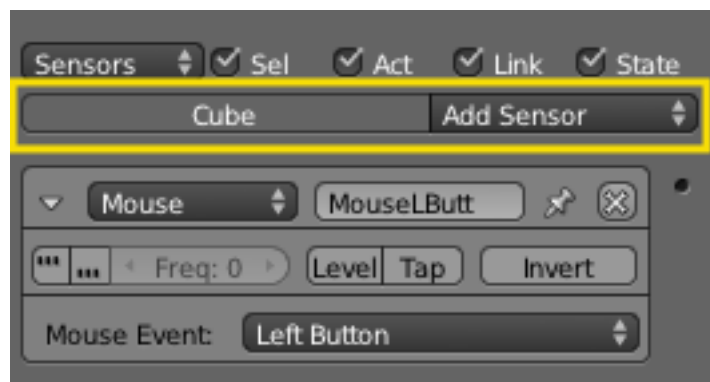 Sensors Sel Act Link State
Cube Add Sensor
Mouse MouseLButt
Freq: 0 Level Tap Invert
Mouse Event: Left Button